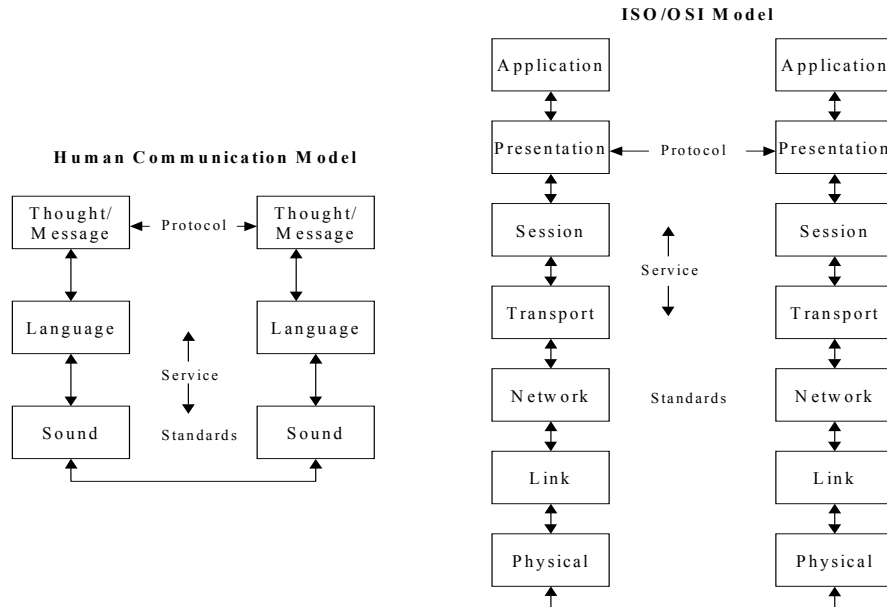 ISO/OSI Model
Application
Application
Presentation
Protocol
Presentation
Human Communication Model
Thought/
Message
Protocol
Thought/
Message
Session
Session
Service
Language
Language
Transport
Transport
Service
Network
Standards
Network
Sound
Standards
Sound
Link
Link
Physical
Physical